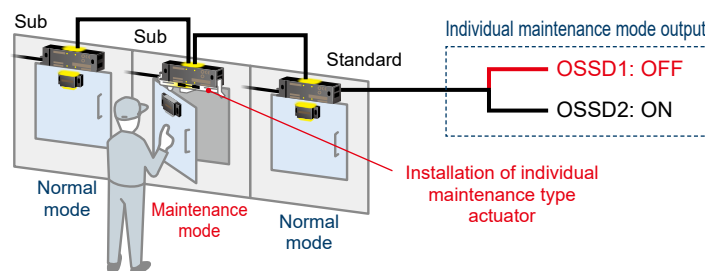 Sub
Sub
Standard
Individual maintenance mode output
OSSD1: OFF
OSSD2: ON
Normal
mode
Maintenance
mode
Normal
mode
Installation of individual
maintenance type
actuator